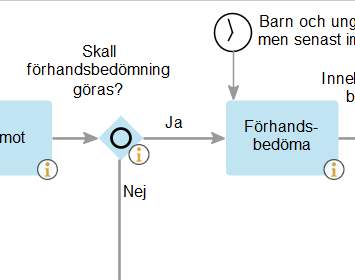 Barn och ung
men senast in
Skall
förhandsbedömning
göras?
Inne
b
mot
Ja
Förhands-
bedöma
Nej